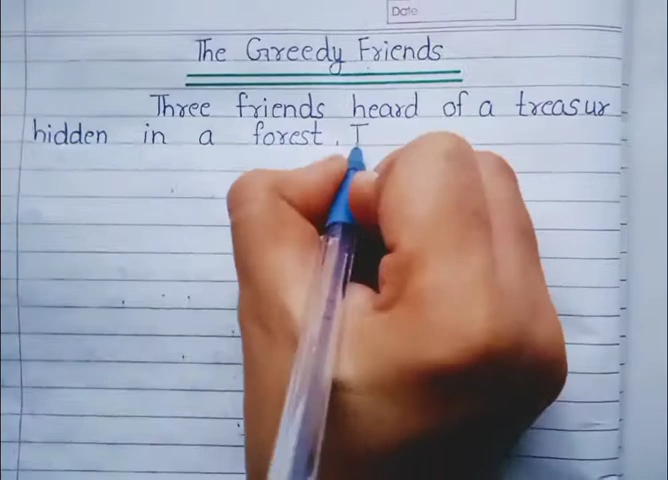 Date
The Greedy Friends
Three friends heard of a treasur
hidden in a forest. T